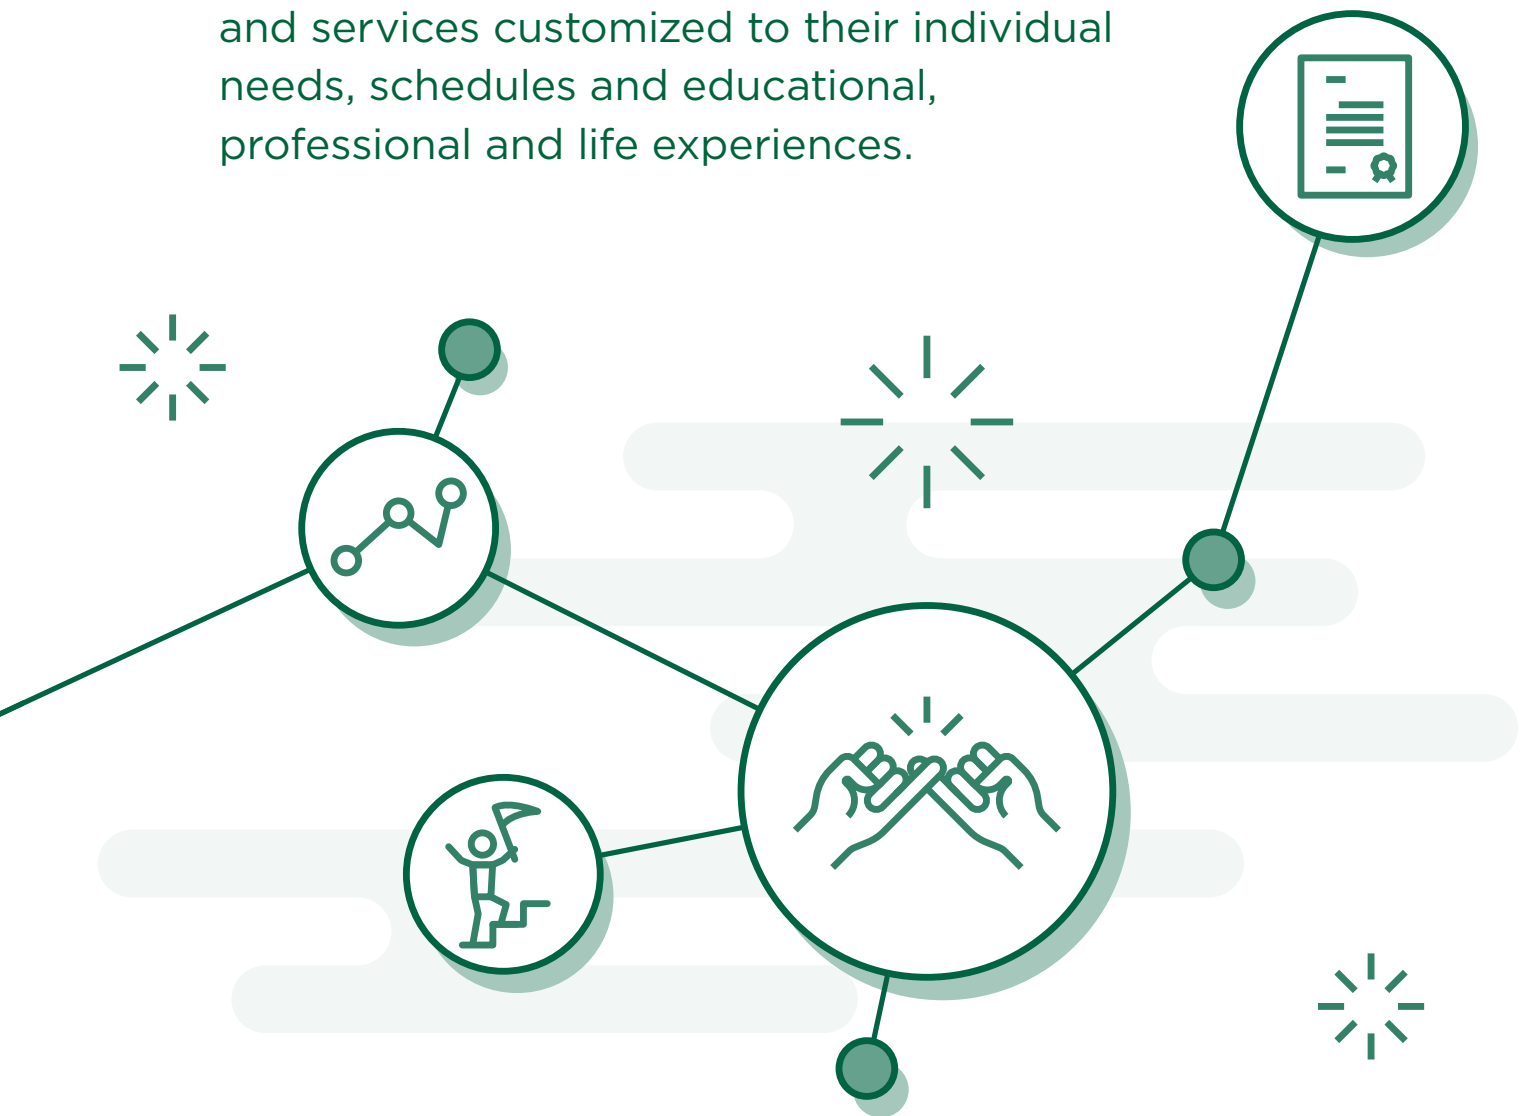 and services customized to their individual
needs, schedules and educational,
professional and life experiences.